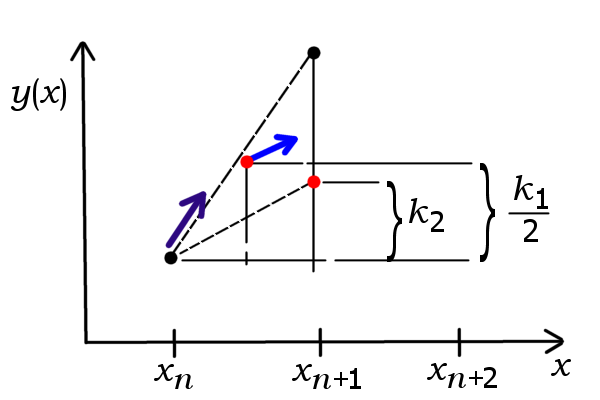 y(x)
k₂
k₁
2
xₙ
xₙ₊₁
xₙ₊₂
x